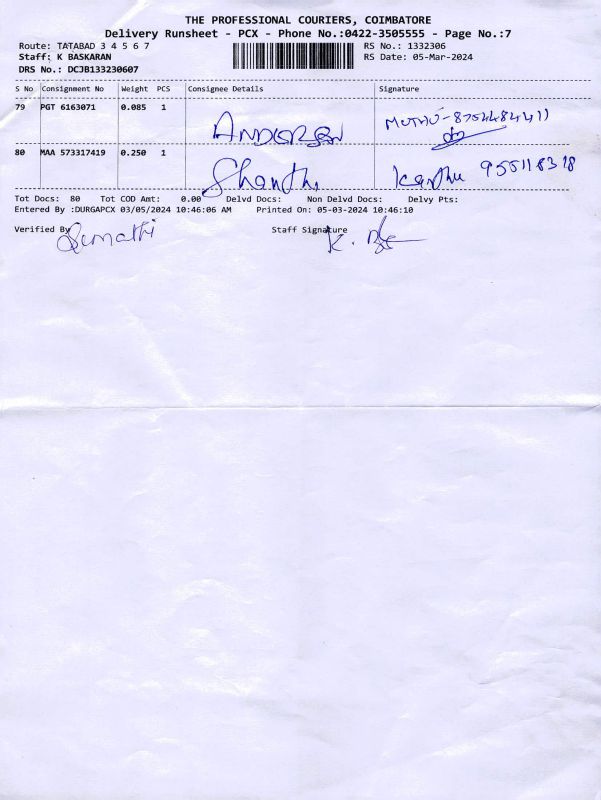 THE PROFESSIONAL COURIERS, COIMBATORE
Delivery Runsheet - PCX - Phone No.:0422-3505555 - Page No.:7
Route: TATABAD 3 4 5 6 7 RS No.: 1332306
Staff: K BASKARAN RS Date: 05-Mar-2024
DRS No.: DCJB133230607
S No Consignment No Weight PCS Consignee Details Signature
79 PGT 6163071 0.085 1 MUTHU-8754484411
80 MAA 573317419 0.250 1 Shanthi
Tot Docs: 80 Tot COD Amt: 0.00 Delvd Docs: Non Delvd Docs: Delvy Pts:
Entered By :DURGAPCX 03/05/2024 10:46:06 AM Printed On: 05-03-2024 10:46:10
Verified By Staff Signature